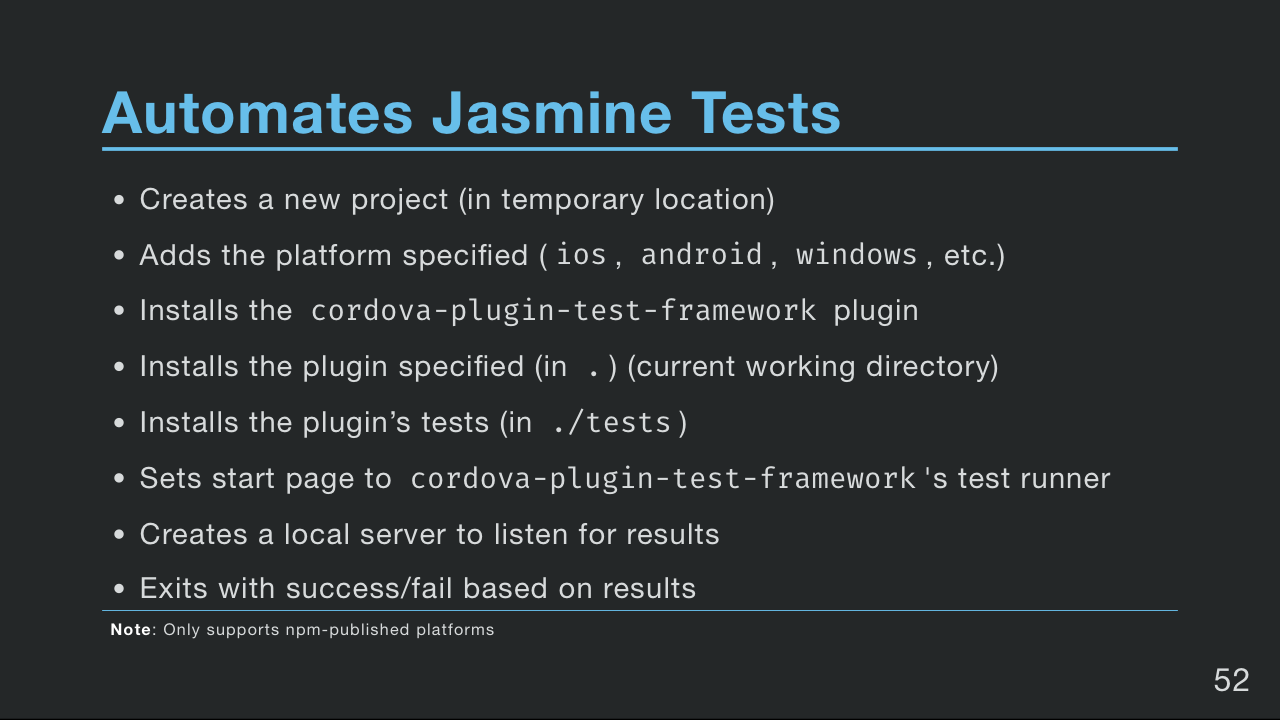 Automates Jasmine Tests
• Creates a new project (in temporary location)
• Adds the platform specified ( ios , android , windows , etc.)
• Installs the cordova-plugin-test-framework plugin
• Installs the plugin specified (in . ) (current working directory)
• Installs the plugin’s tests (in ./tests )
• Sets start page to cordova-plugin-test-framework 's test runner
• Creates a local server to listen for results
• Exits with success/fail based on results
Note: Only supports npm-published platforms
52